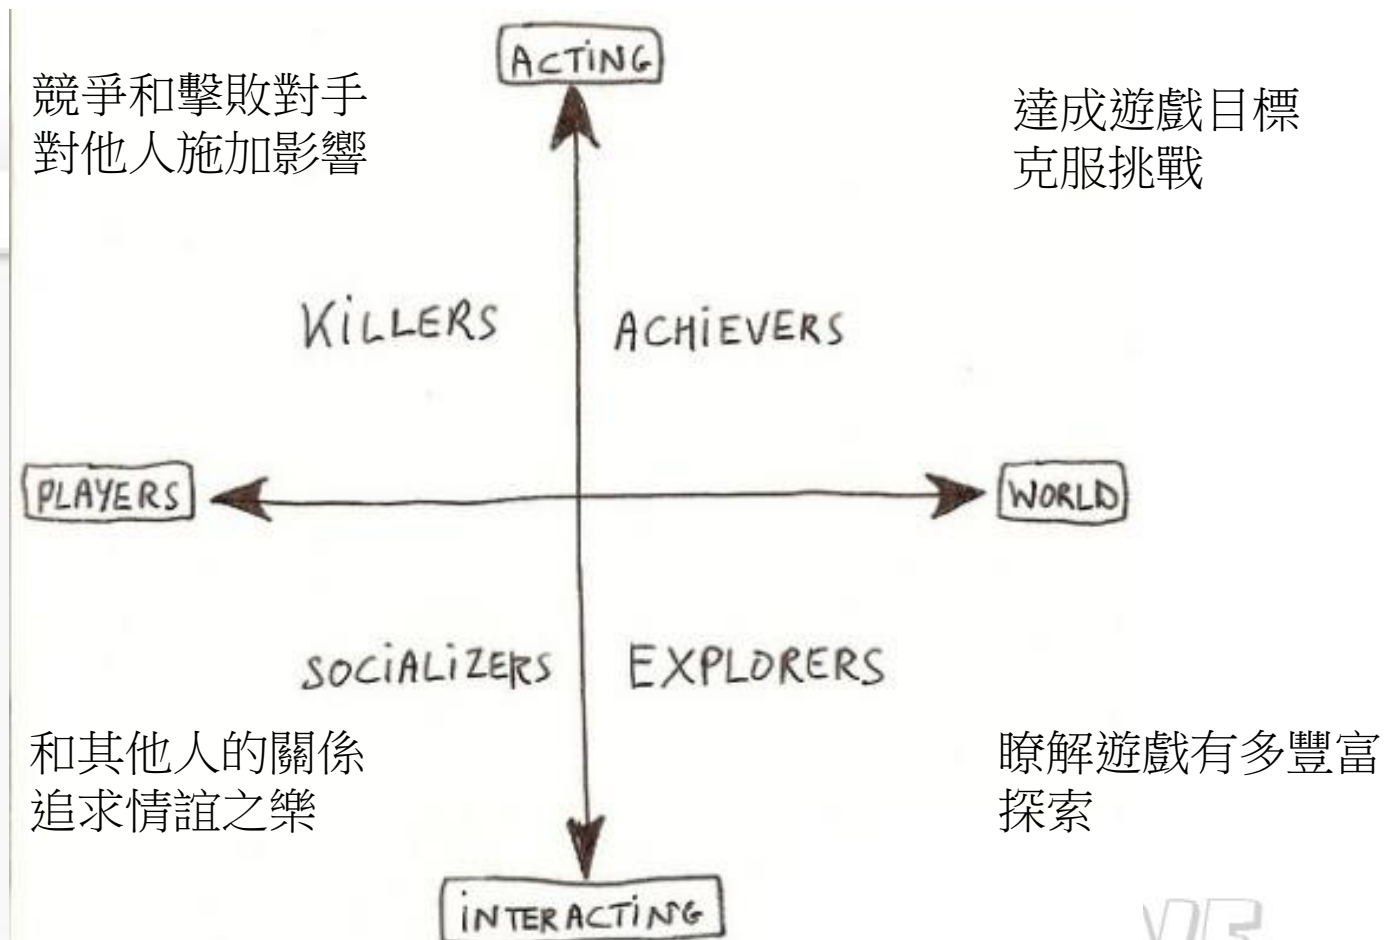 ACTING
競爭和擊敗對手
對他人施加影響
達成遊戲目標
克服挑戰
KILLERS
ACHIEVERS
PLAYERS
WORLD
SOCIALIZERS
EXPLORERS
和其他人的關係
追求情誼之樂
瞭解遊戲有多豐富
探索
INTERACTING